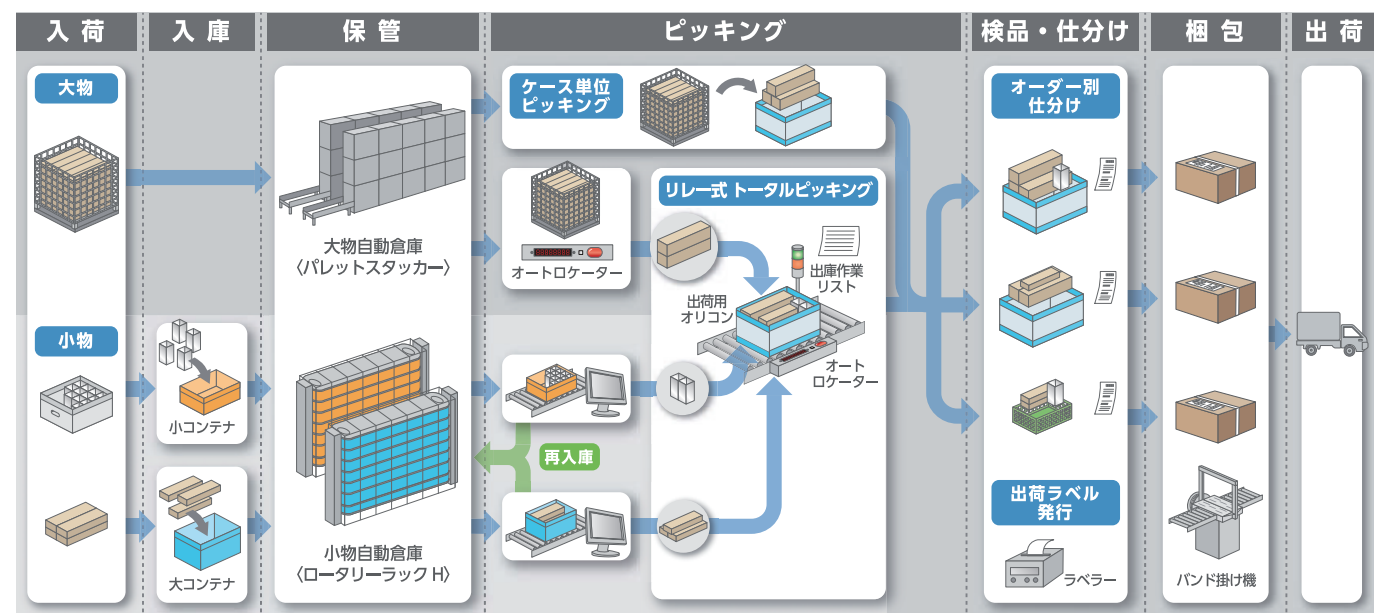 入荷
入庫
保管
ピッキング
検品・仕分け
梱包
出荷
大物
小物
小コンテナ
大コンテナ
大物自動倉庫
〈パレットスタッカー〉
小物自動倉庫
〈ロータリーラックH〉
ケース単位
ピッキング
オートロケーター
リレー式 トータルピッキング
出庫作業
リスト
出荷用
オリコン
オート
ロケーター
再入庫
オーダー別
仕分け
出荷ラベル
発行
ラベラー
バンド掛け機